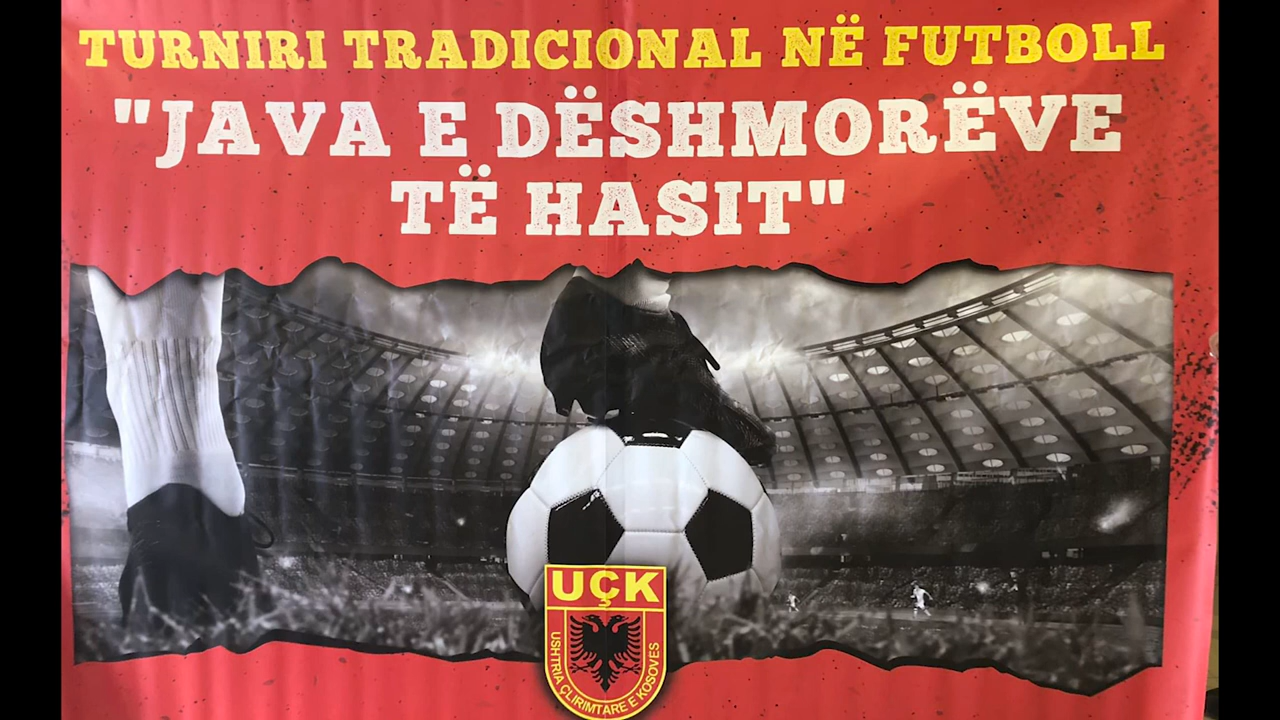 TURNIRI TRADICIONAL NË FUTBOLL
"JAVA E DËSHMORËVE
TË HASIT"
UÇK
USHTRIA ÇLIRIMTARE E KOSOVËS